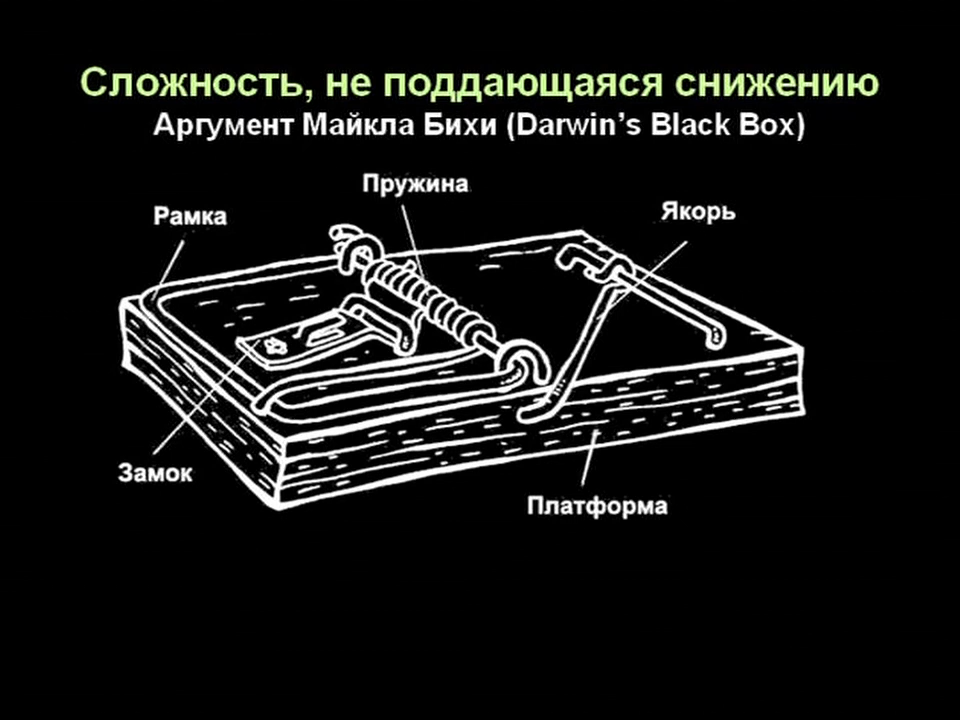 Сложность, не поддающаяся снижению
Аргумент Майкла Бихи (Darwin's Black Box)
Пружина
Рамка
Якорь
Замок
Платформа